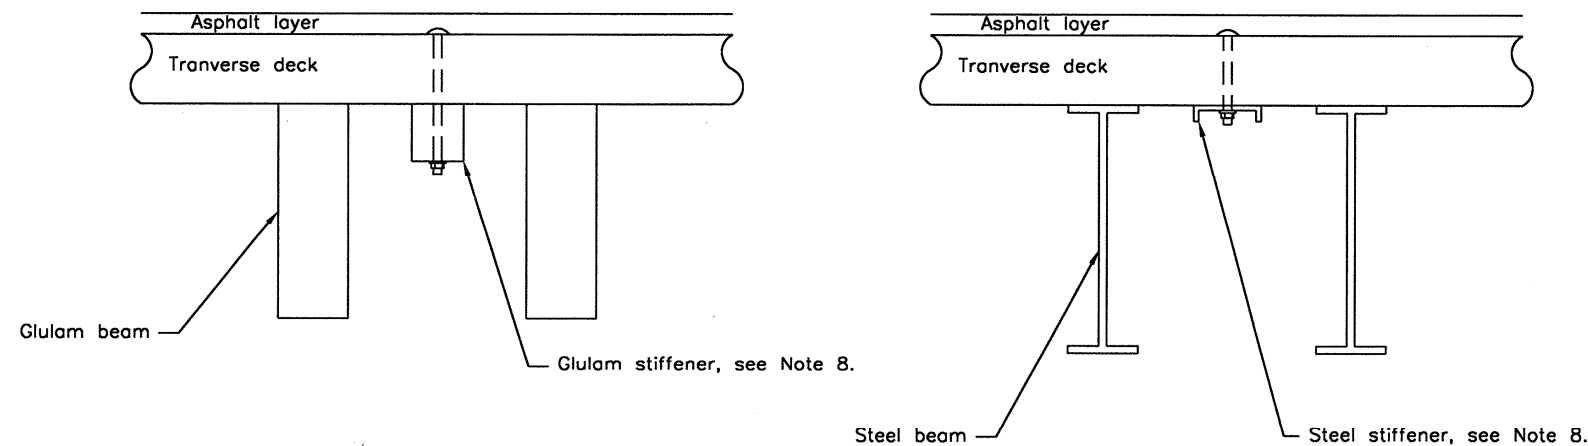 Asphalt layer
Tranverse deck
Glulam beam
Glulam stiffener, see Note 8.
Asphalt layer
Tranverse deck
Steel beam
Steel stiffener, see Note 8.